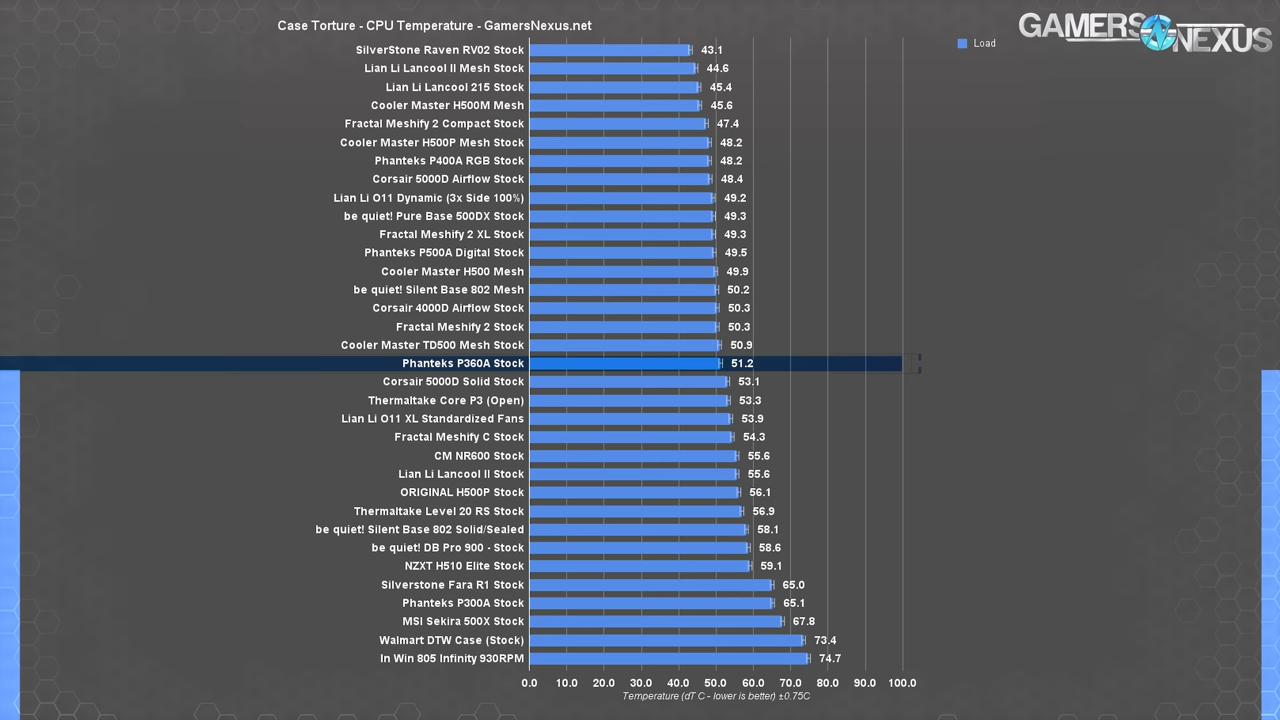 Case Torture - CPU Temperature - GamersNexus.net
GAMERS NEXUS
Load
SilverStone Raven RV02 Stock 43.1
Lian Li Lancool II Mesh Stock 44.6
Lian Li Lancool 215 Stock 45.4
Cooler Master H500M Mesh 45.6
Fractal Meshify 2 Compact Stock 47.4
Cooler Master H500P Mesh Stock 48.2
Phanteks P400A RGB Stock 48.2
Corsair 5000D Airflow Stock 48.4
Lian Li O11 Dynamic (3x Side 100%) 49.2
be quiet! Pure Base 500DX Stock 49.3
Fractal Meshify 2 XL Stock 49.3
Phanteks P500A Digital Stock 49.5
Cooler Master H500 Mesh 49.9
be quiet! Silent Base 802 Mesh 50.2
Corsair 4000D Airflow Stock 50.3
Fractal Meshify 2 Stock 50.3
Cooler Master TD500 Mesh Stock 50.9
Phanteks P360A Stock 51.2
Corsair 5000D Solid Stock 53.1
Thermaltake Core P3 (Open) 53.3
Lian Li O11 XL Standardized Fans 53.9
Fractal Meshify C Stock 54.3
CM NR600 Stock 55.6
Lian Li Lancool II Stock 55.6
ORIGINAL H500P Stock 56.1
Thermaltake Level 20 RS Stock 56.9
be quiet! Silent Base 802 Solid/Sealed 58.1
be quiet! DB Pro 900 - Stock 58.6
NZXT H510 Elite Stock 59.1
Silverstone Fara R1 Stock 65.0
Phanteks P300A Stock 65.1
MSI Sekira 500X Stock 67.8
Walmart DTW Case (Stock) 73.4
In Win 805 Infinity 930RPM 74.7
0.0 10.0 20.0 30.0 40.0 50.0 60.0 70.0 80.0 90.0 100.0
Temperature (dT C - lower is better) ±0.75C